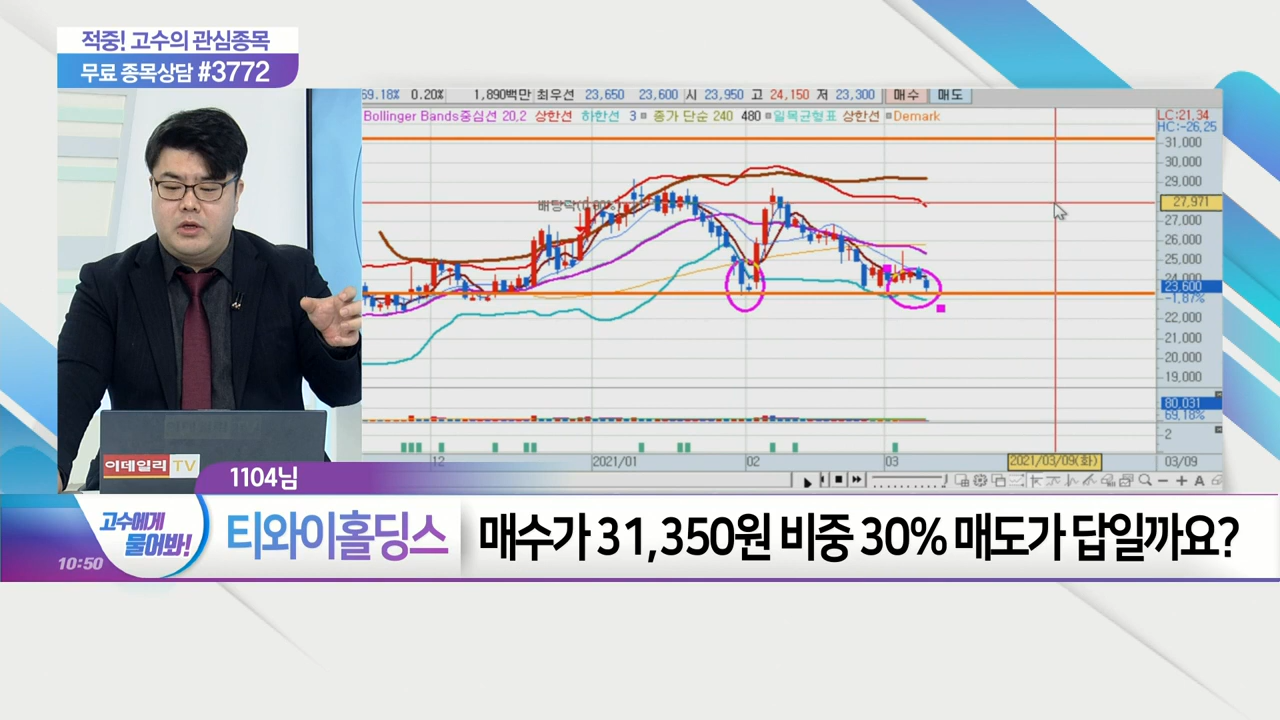 적중! 고수의 관심종목
무료 종목상담 #3772
69.18% 0.20% 1,890백만 최우선 23,650 23,600 시 23,950 고 24,150 저 23,300 매수 매도
Bollinger Bands중심선 20,2 상한선 하한선 3 종가 단순 240 480 일목균형표 상한선 Demark
LC:21.34
HC:-26.25
31,000
30,000
29,000
배당락
27,971
27,000
26,000
25,000
24,000
23,600
-1.87%
22,000
21,000
20,000
19,000
80,031
69.18%
2
12 2021/01 02 03 2021/03/09(화) 03/09
이데일리 TV
1104님
고수에게
물어봐!
10:50
티와이홀딩스 매수가 31,350원 비중 30% 매도가 답일까요?